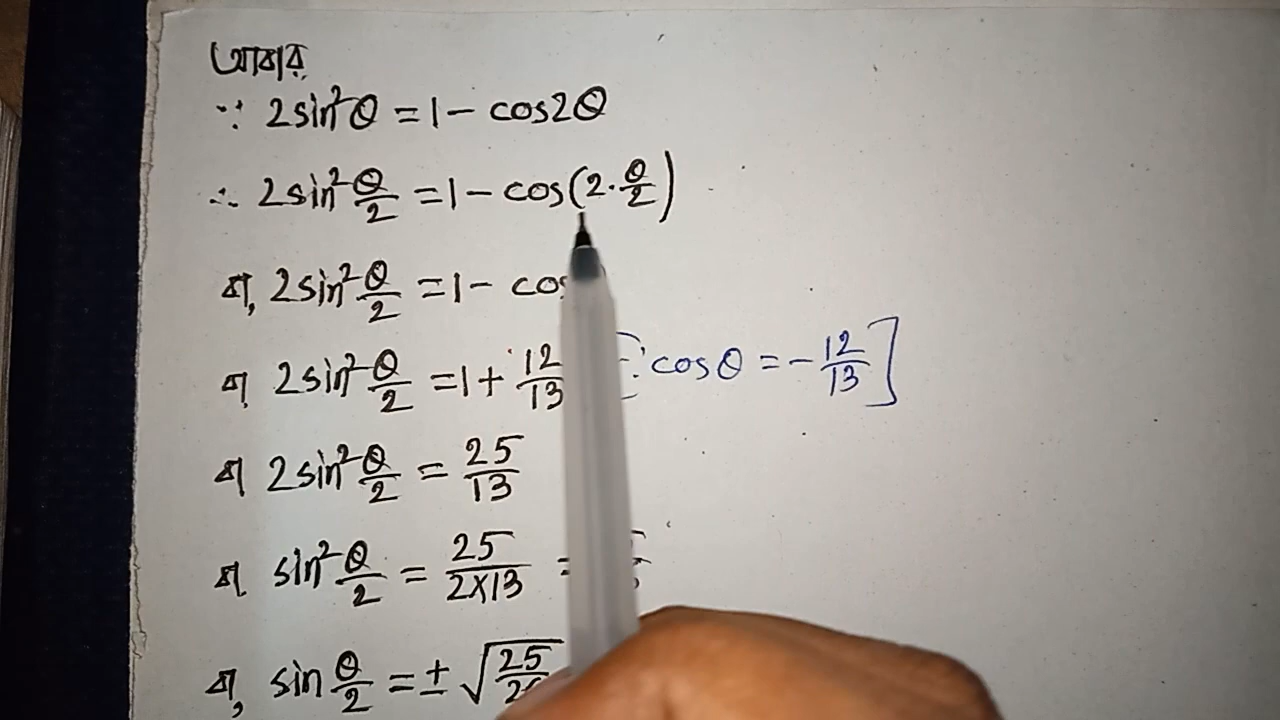 আবার,
∵ 2sin²θ = 1 - cos2θ
∴ 2sin²θ/2 = 1 - cos(2·θ/2)
বা, 2sin²θ/2 = 1 - cos
বা, 2sin²θ/2 = 1 + 12/13 [∵ cosθ = -12/13]
বা 2sin²θ/2 = 25/13
বা, sin²θ/2 = 25/2×13 =
বা, sinθ/2 = ± √25